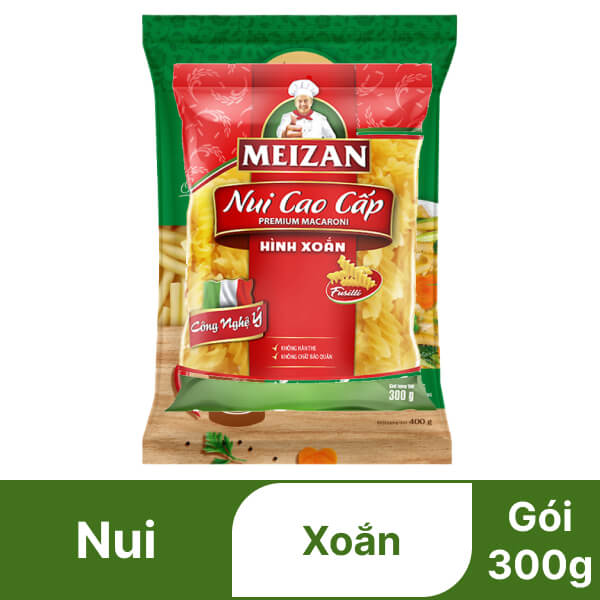 MEIZAN
Nui Cao Cấp
PREMIUM MACARONI
HÌNH XOẮN
Fusilli
Công Nghệ Ý
KHÔNG HÀN THE
KHÔNG CHẤT BẢO QUẢN
300 g
400 g
Nui
Xoắn
Gói
300g